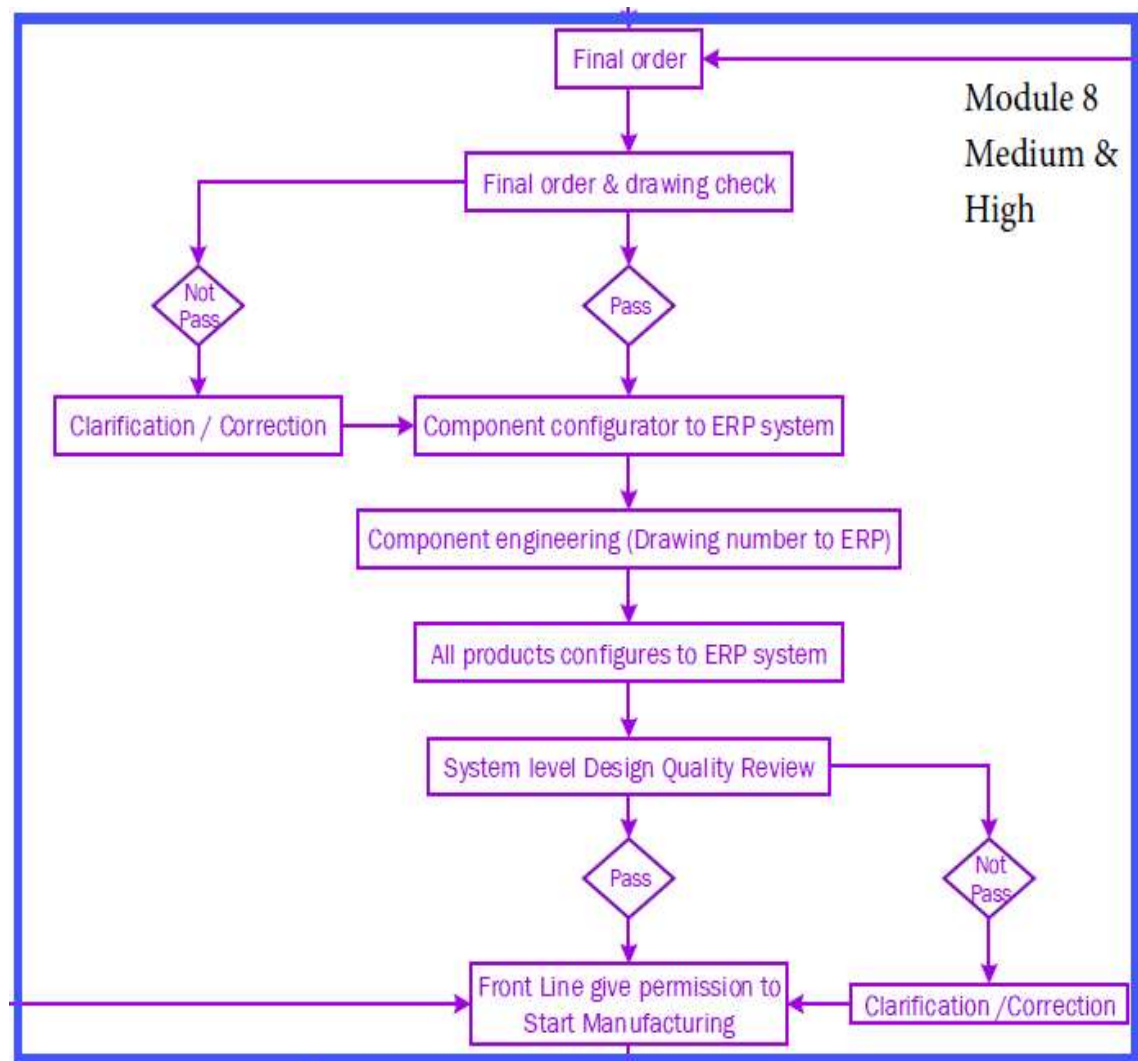 Final order
Module 8
Medium &
High
Final order & drawing check
Not
Pass
Pass
Clarification / Correction
Component configurator to ERP system
Component engineering (Drawing number to ERP)
All products configures to ERP system
System level Design Quality Review
Pass
Not
Pass
Front Line give permission to
Start Manufacturing
Clarification /Correction